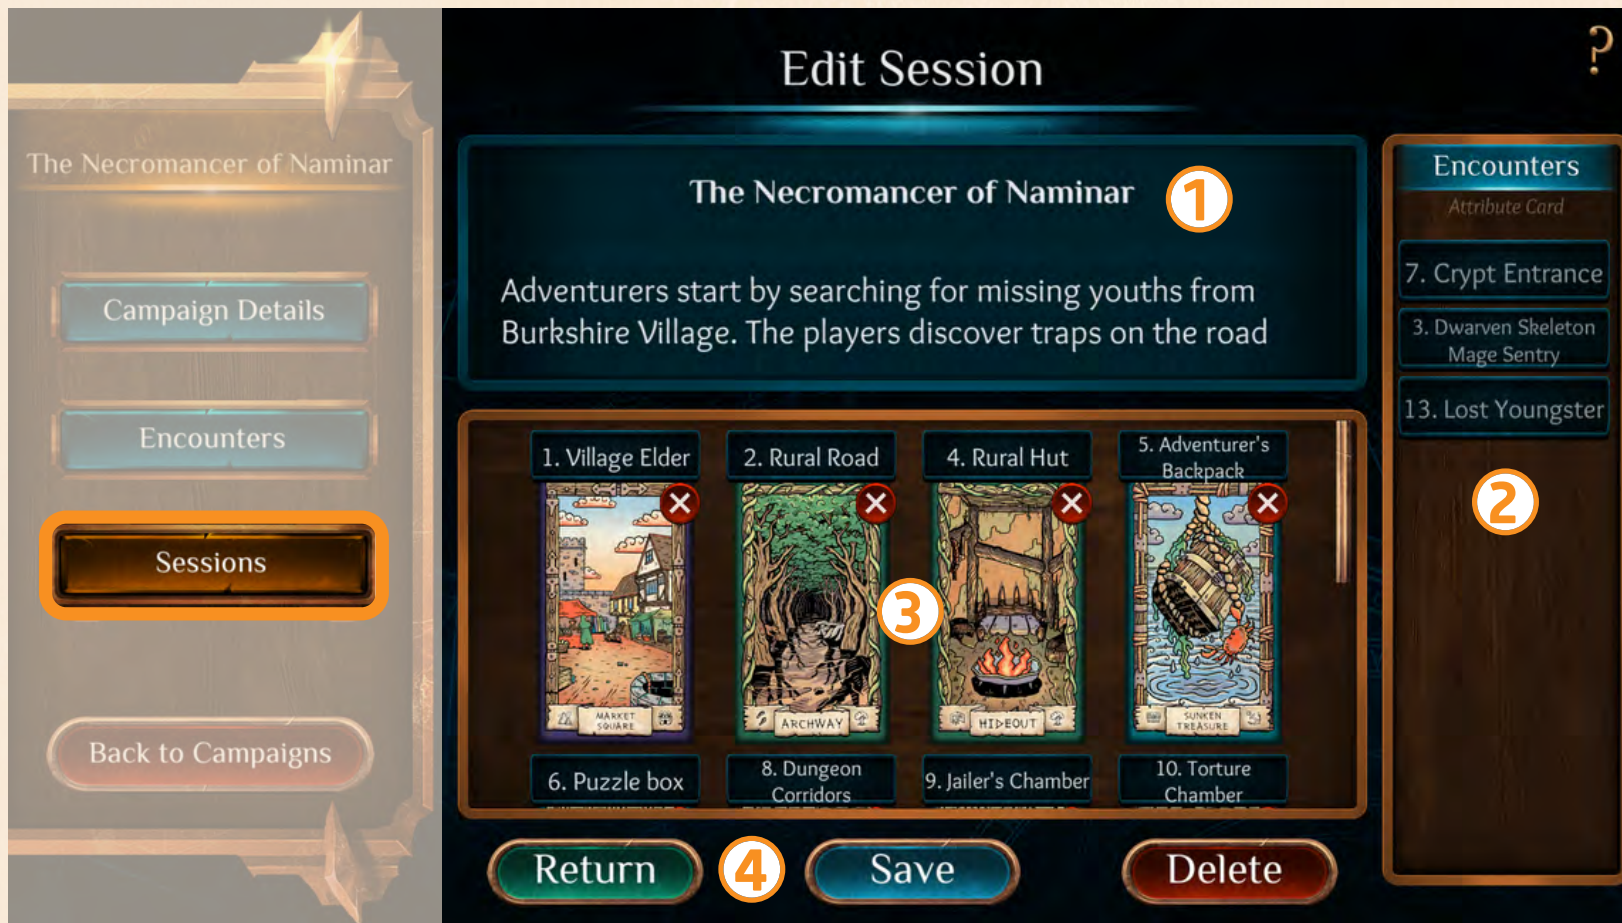 The Necromancer of Naminar
Campaign Details
Encounters
Sessions
Back to Campaigns
Edit Session
?
The Necromancer of Naminar
1
Adventurers start by searching for missing youths from
Burkshire Village. The players discover traps on the road
1. Village Elder
2. Rural Road
4. Rural Hut
5. Adventurer's
Backpack
MARKET
SQUARE
ARCHWAY
HIDEOUT
SUNKEN
TREASURE
3
6. Puzzle box
8. Dungeon
Corridors
9. Jailer's Chamber
10. Torture
Chamber
Return
4
Save
Delete
Encounters
Attribute Card
7. Crypt Entrance
3. Dwarven Skeleton
Mage Sentry
13. Lost Youngster
2